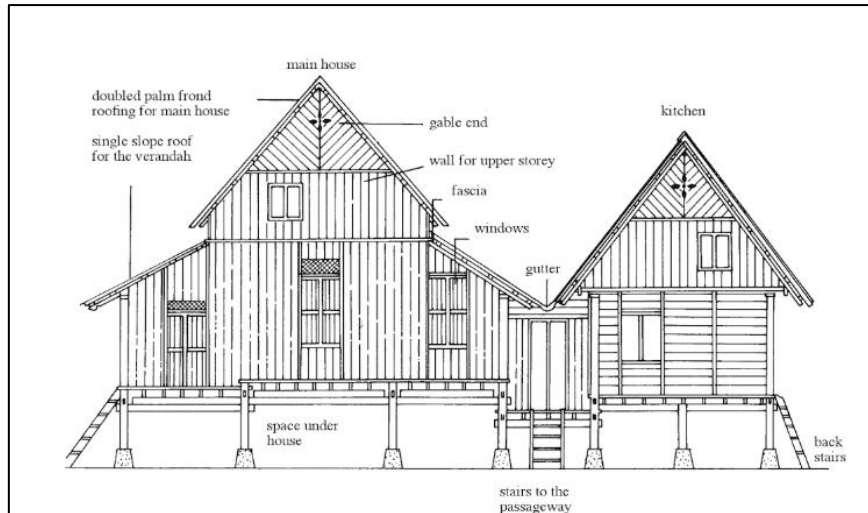 main house
doubled palm frond
roofing for main house
kitchen
gable end
single slope roof
for the verandah
wall for upper storey
fascia
windows
gutter
space under
house
back
stairs
stairs to the
passageway